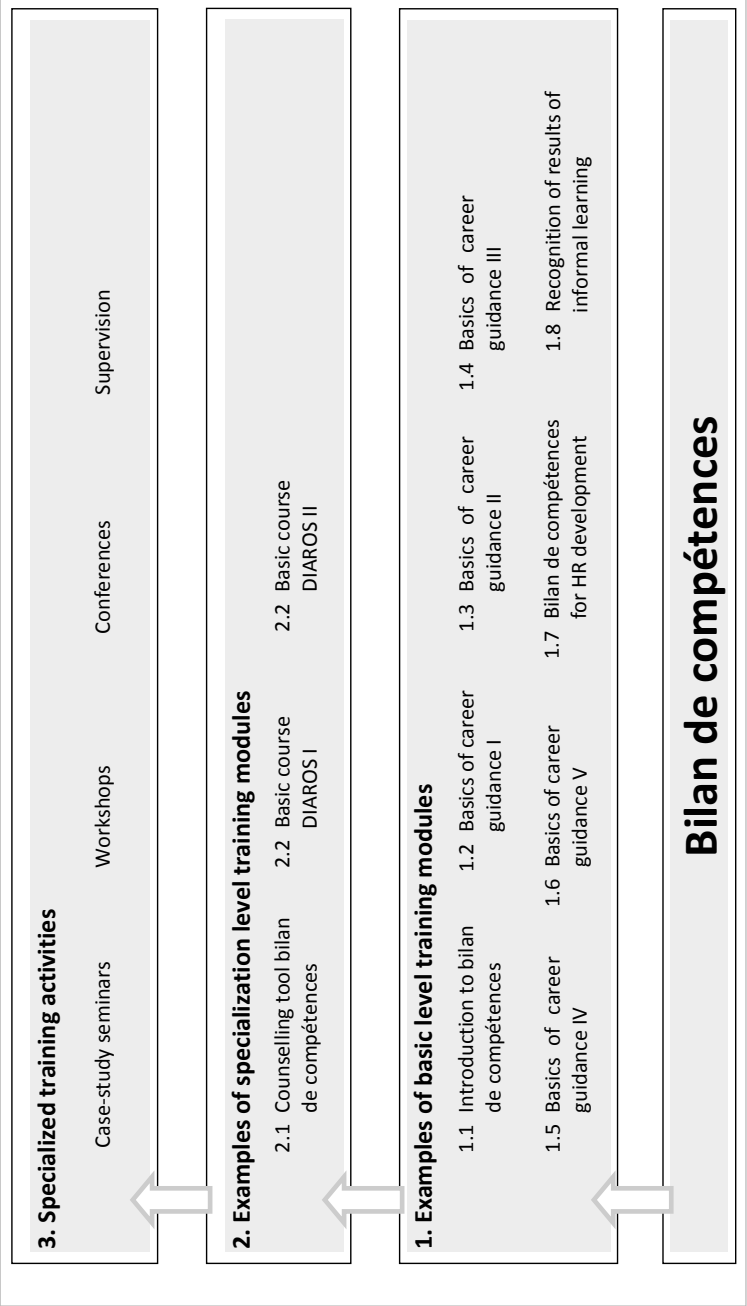 3. Specialized training activities
Case-study seminars
Workshops
Conferences
Supervision
2. Examples of specialization level training modules
2.1 Counselling tool bilan
de compétences
2.2 Basic course
DIAROS I
2.2 Basic course
DIAROS II
1. Examples of basic level training modules
1.1 Introduction to bilan
de compétences
1.2 Basics of career
guidance I
1.3 Basics of career
guidance II
1.4 Basics of career
guidance III
1.5 Basics of career
guidance IV
1.6 Basics of career
guidance V
1.7 Bilan de compétences
for HR development
1.8 Recognition of results of
informal learning
Bilan de compétences